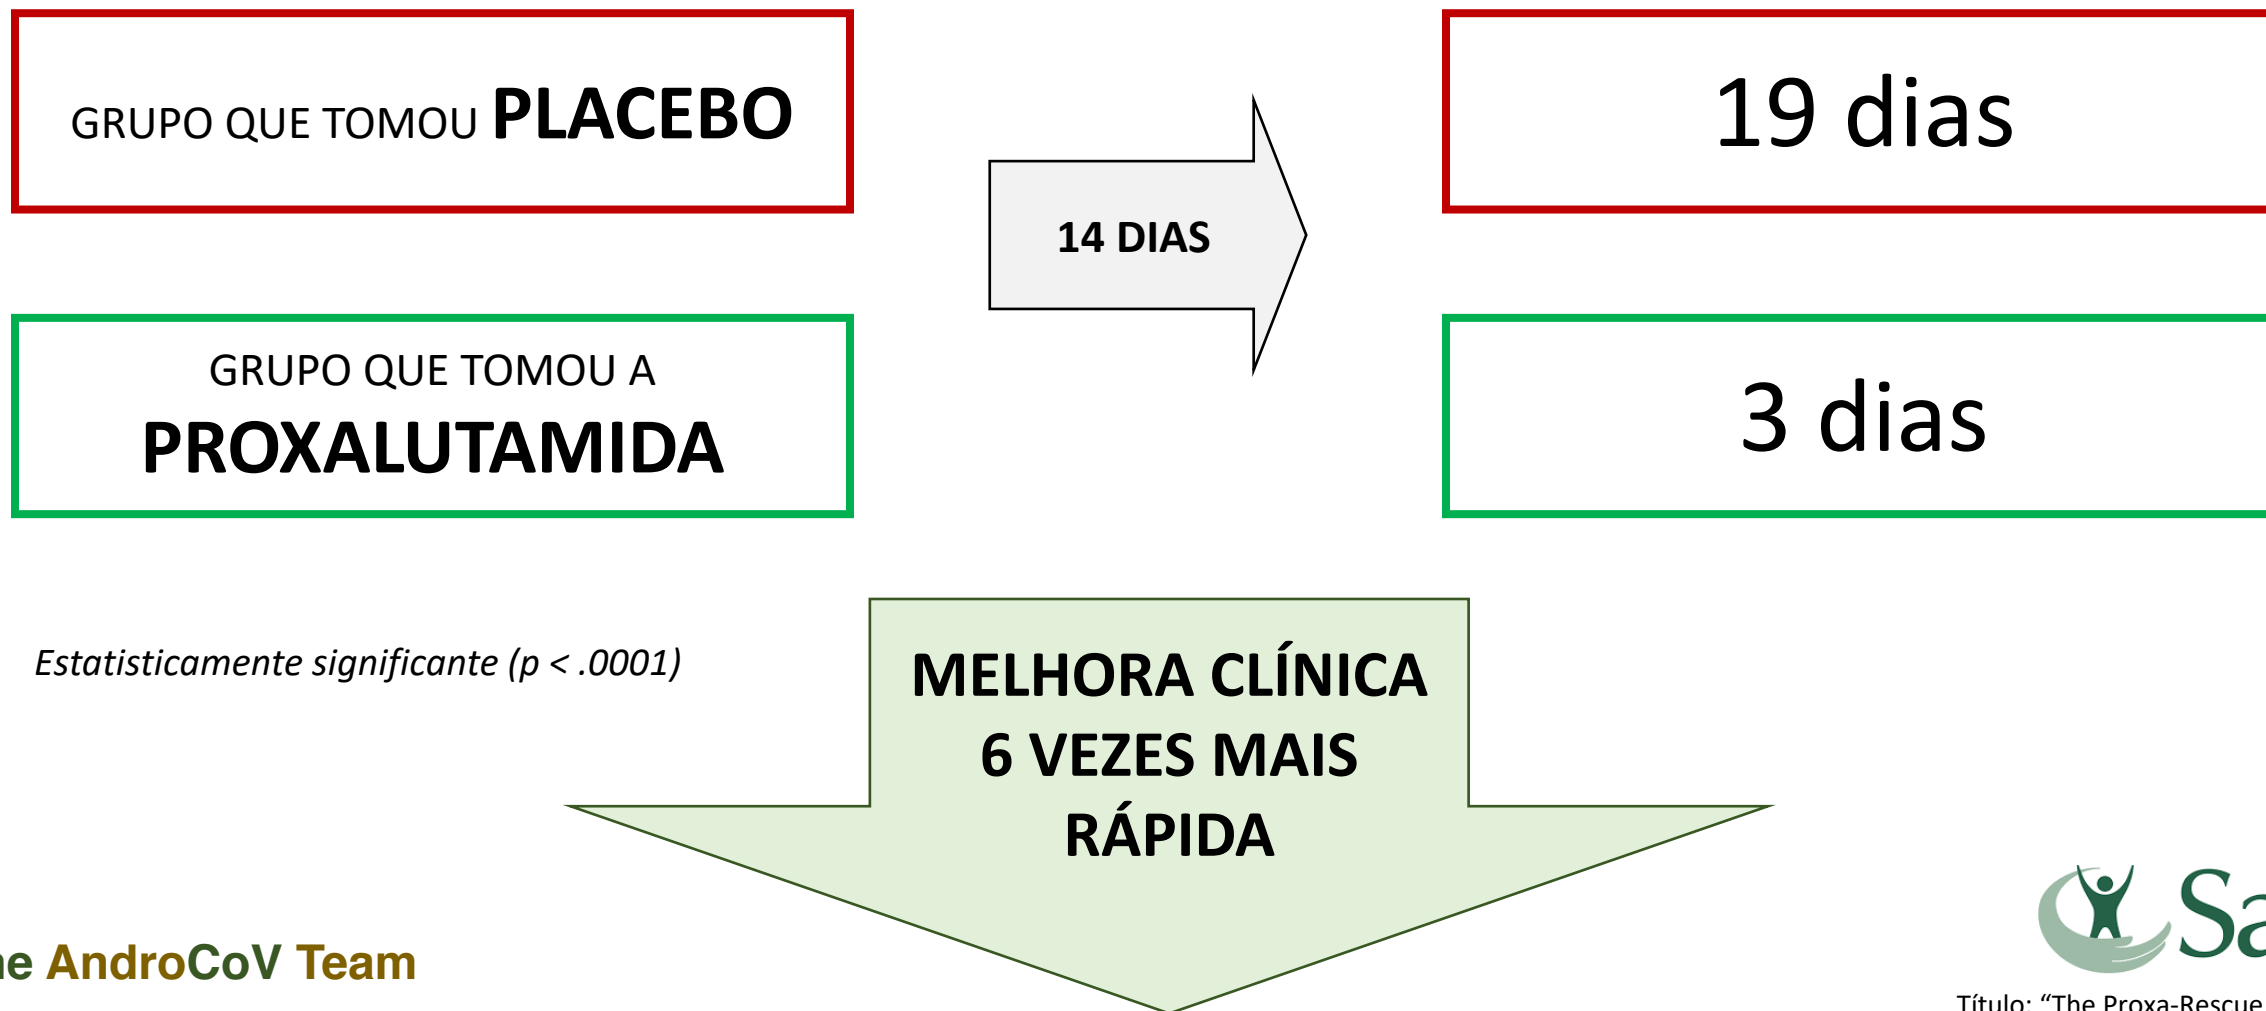 GRUPO QUE TOMOU PLACEBO
14 DIAS
19 dias
GRUPO QUE TOMOU A
PROXALUTAMIDA
3 dias
Estatisticamente significante (p < .0001)
MELHORA CLÍNICA
6 VEZES MAIS
RÁPIDA
AndroCoV Team
Título: “The Proxa-Rescue